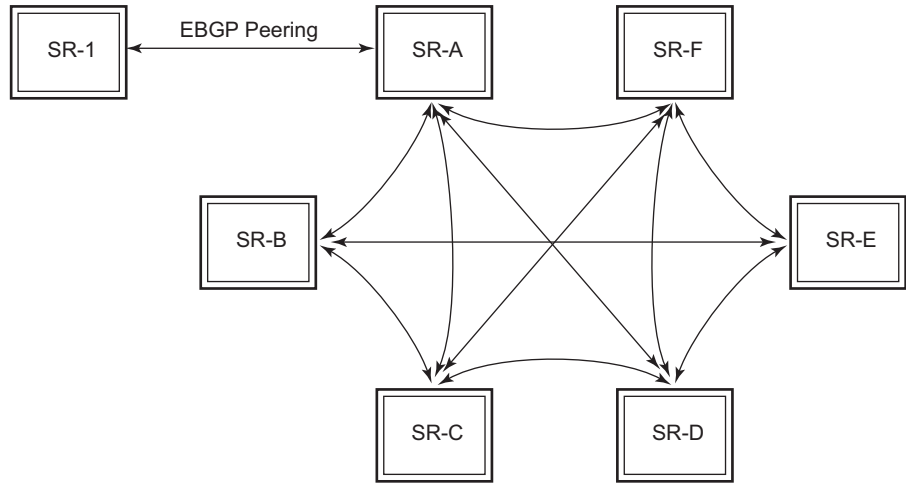 SR-1
EBGP Peering
SR-A
SR-F
SR-B
SR-E
SR-C
SR-D